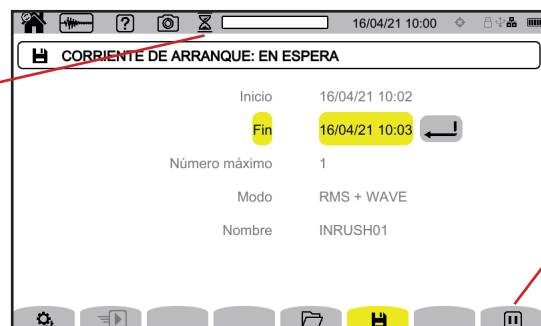 ?
16/04/21 10:00
CORRIENTE DE ARRANQUE: EN ESPERA
Inicio 16/04/21 10:02
Fin 16/04/21 10:03
Número máximo 1
Modo RMS + WAVE
Nombre INRUSH01